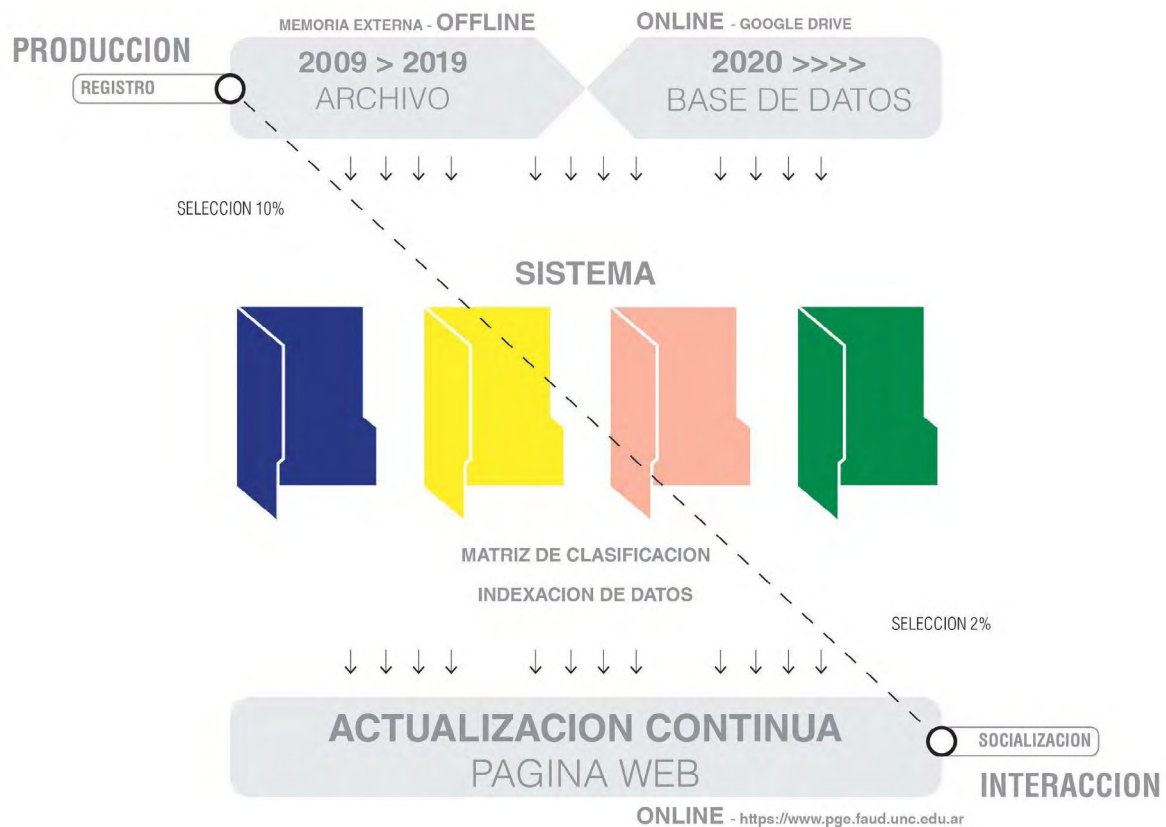 MEMORIA EXTERNA - OFFLINE
ONLINE - GOOGLE DRIVE
PRODUCCION
REGISTRO
2009 > 2019
ARCHIVO
2020 >>>>
BASE DE DATOS
SELECCION 10%
SISTEMA
MATRIZ DE CLASIFICACION
INDEXACION DE DATOS
SELECCION 2%
ACTUALIZACION CONTINUA
PAGINA WEB
SOCIALIZACION
INTERACCION
ONLINE - https://www.pge.faud.unc.edu.ar